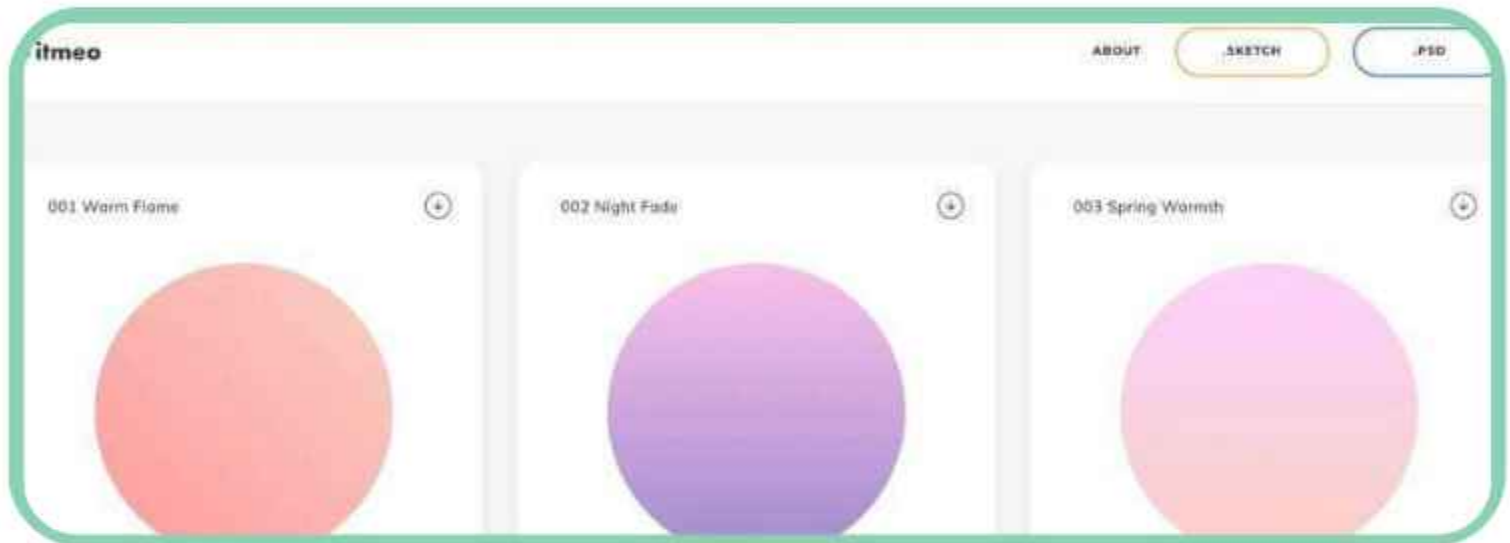 itmeo
ABOUT
.SKETCH
.PSD
001 Warm Flame
002 Night Fade
003 Spring Warmth